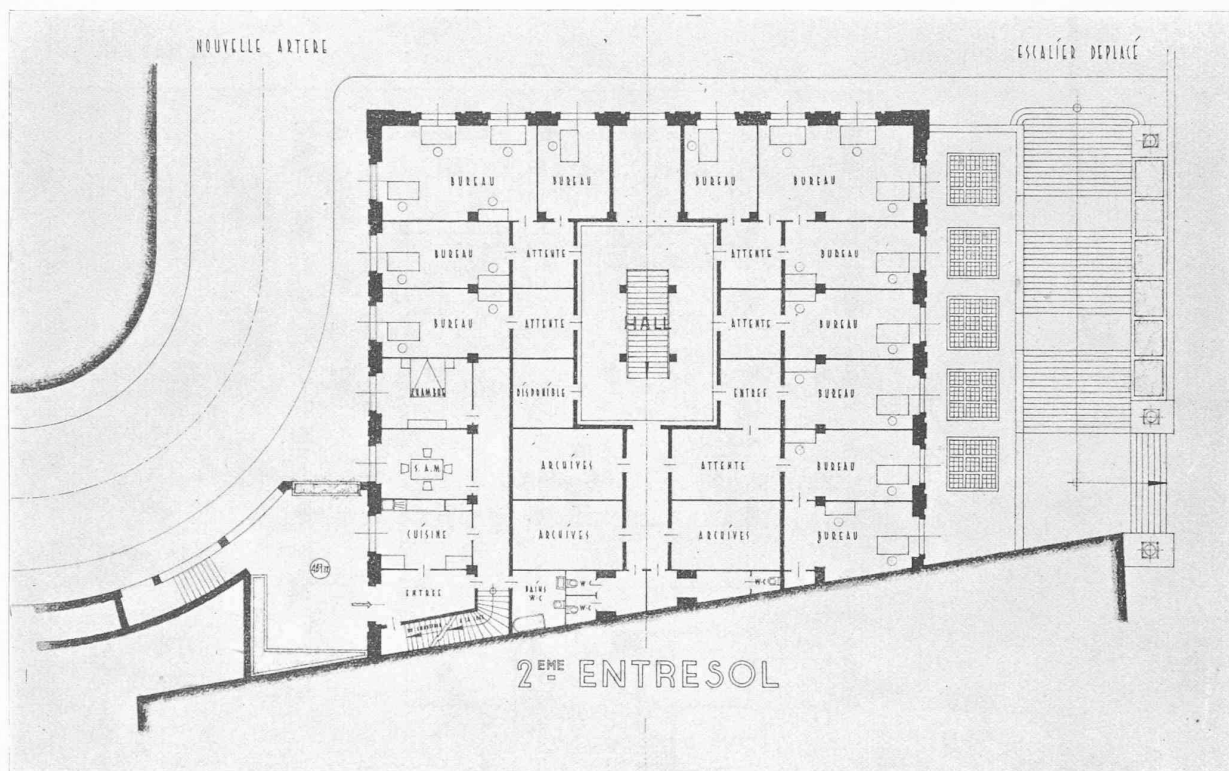 NOUVELLE ARTERE
ESCALIER DEPLACÉ
BUREAU BUREAU BUREAU BUREAU
BUREAU ATTENTE ATTENTE BUREAU
BUREAU ATTENTE HALL ATTENTE BUREAU
CHAMBRE DISPONIBLE ENTREE BUREAU
S.A.M. ARCHIVES ATTENTE BUREAU
CUISINE ARCHIVES ARCHIVES BUREAU
ENTREE BAINS
W-C
W-C
W-C
W-C
2EME ENTRESOL